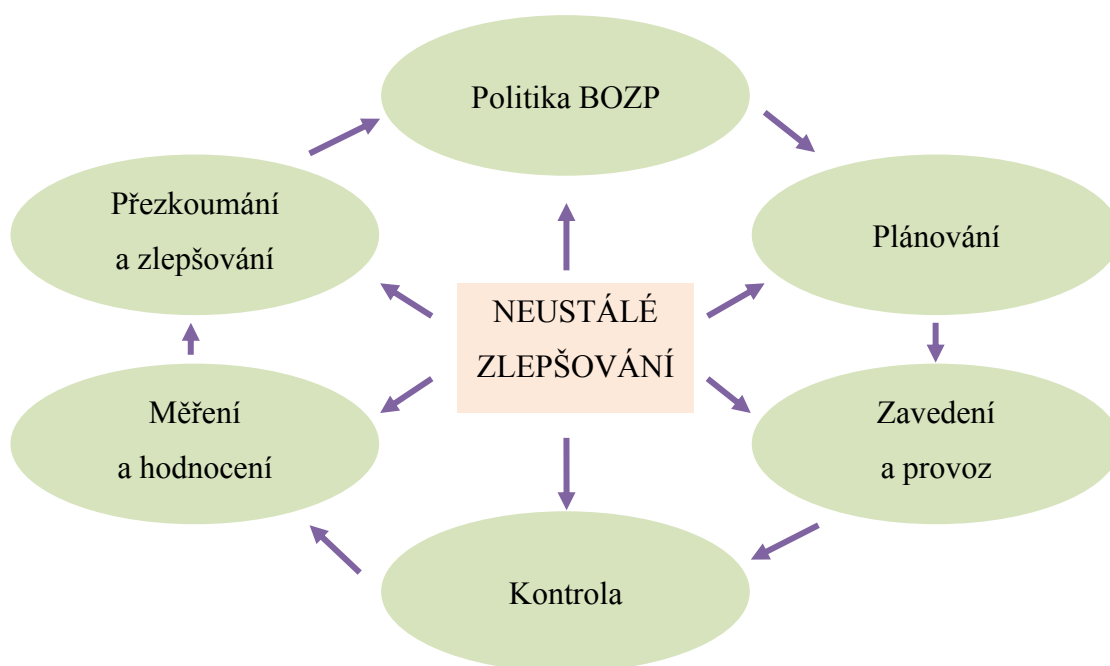 Politika BOZP
Přezkoumání
a zlepšování
Plánování
NEUSTÁLÉ
ZLEPŠOVÁNÍ
Měření
a hodnocení
Zavedení
a provoz
Kontrola